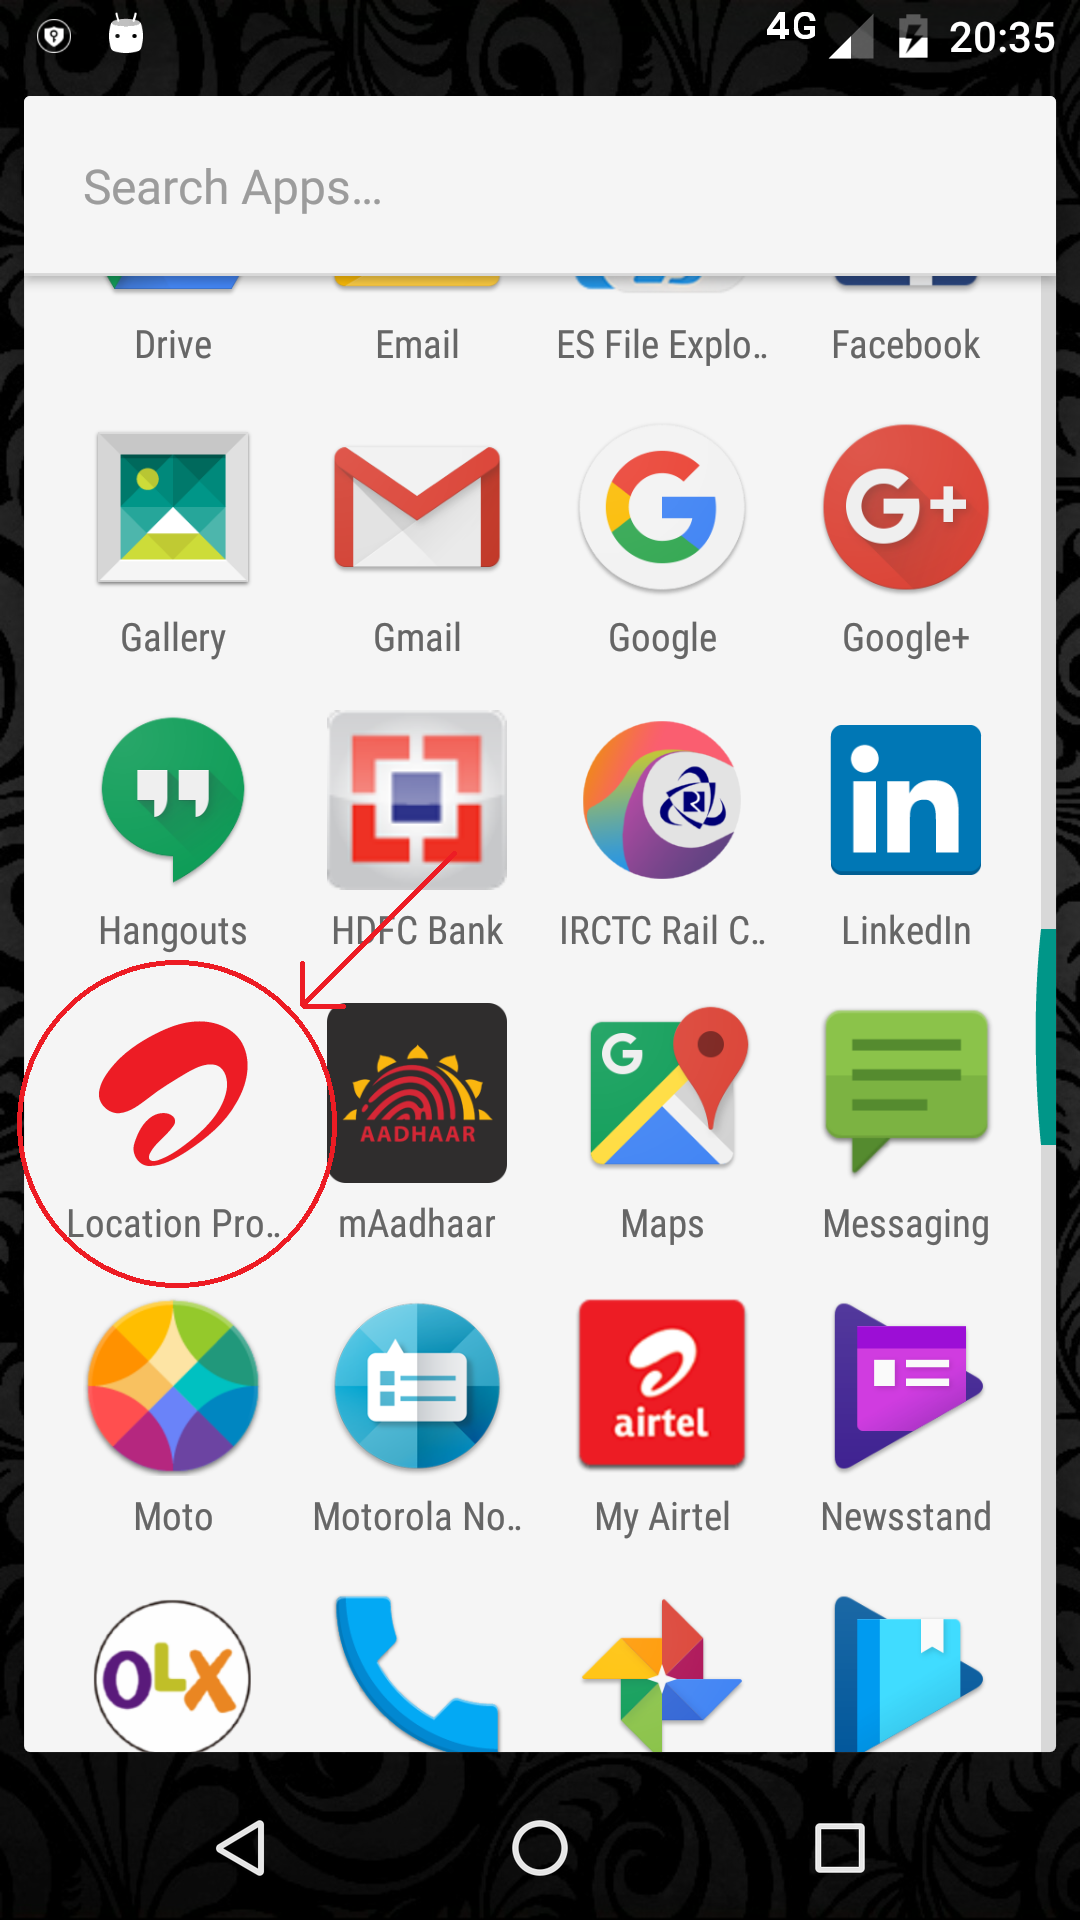 4G 20:35
Search Apps...
Drive Email ES File Explo.. Facebook
G G+
Gallery Gmail Google Google+
in
Hangouts HDFC Bank IRCTC Rail C.. LinkedIn
G
AADHAAR
Location Pro.. mAadhaar Maps Messaging
airtel
Moto Motorola No.. My Airtel Newsstand
OLX